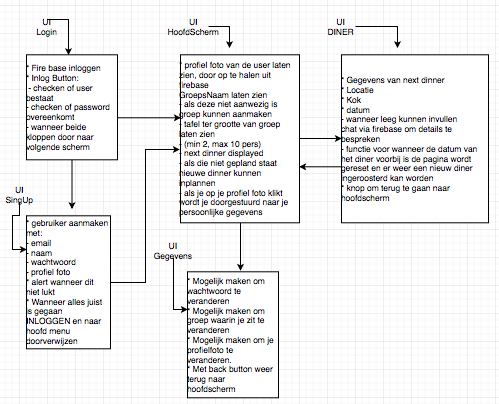 UI
Login
* Fire base inloggen
* Inlog Button:
- checken of user
bestaat
- checken of password
overeenkomt
- wanneer beide
kloppen door naar
volgende scherm
UI
SingUp
* gebruiker aanmaken
met:
- email
- naam
- wachtwoord
- profiel foto
* alert wanneer dit
niet lukt
* Wanneer alles juist
is gegaan
INLOGGEN en naar
hoofd menu
doorverwijzen
UI
HoofdScherm
* profiel foto van de user laten
zien, door op te halen uit
firebase
GroepsNaam laten zien
- als deze niet aanwezig is
groep kunnen aanmaken
- tafel ter grootte van groep
laten zien
- (min 2, max 10 pers)
- next dinner displayed
- als die niet gepland staat
nieuwe dinner kunnen
inplannen
- als je op je profiel foto klikt
wordt je doorgestuurd naar je
persoonlijke gegevens
UI
Gegevens
* Mogelijk maken om
wachtwoord te
veranderen
* Mogelijk maken om
groep waarin je zit te
veranderen
* Mogelijk maken om je
profielfoto te
veranderen.
* Met back button weer
terug naar
hoofdscherm
UI
DINER
* Gegevens van next dinner
* Locatie
* Kok
* datum
- wanneer leeg kunnen invullen
chat via firebase om details te
bespreken
- functie voor wanneer de datum van
het diner voorbij is de pagina wordt
gereset en er weer een nieuw diner
ingeroosterd kan worden
* knop om terug te gaan naar
hoofdscherm